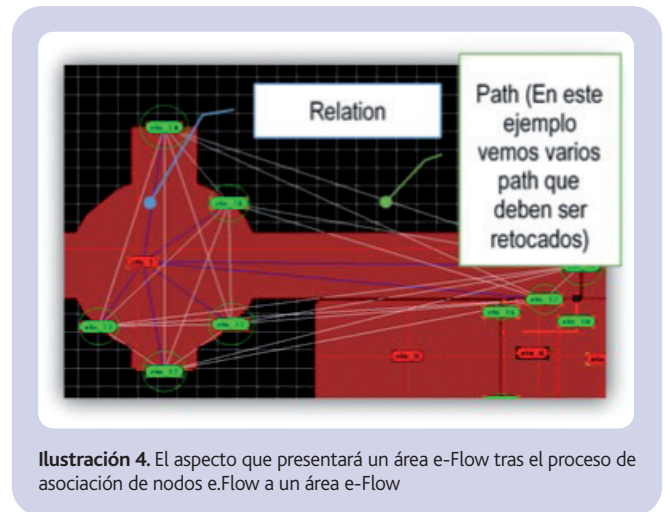 Relation
Path (En este
ejemplo
vemos varios
path que
deben ser
retocados)
Ilustración 4. El aspecto que presentará un área e-Flow tras el proceso de
asociación de nodos e.Flow a un área e-Flow